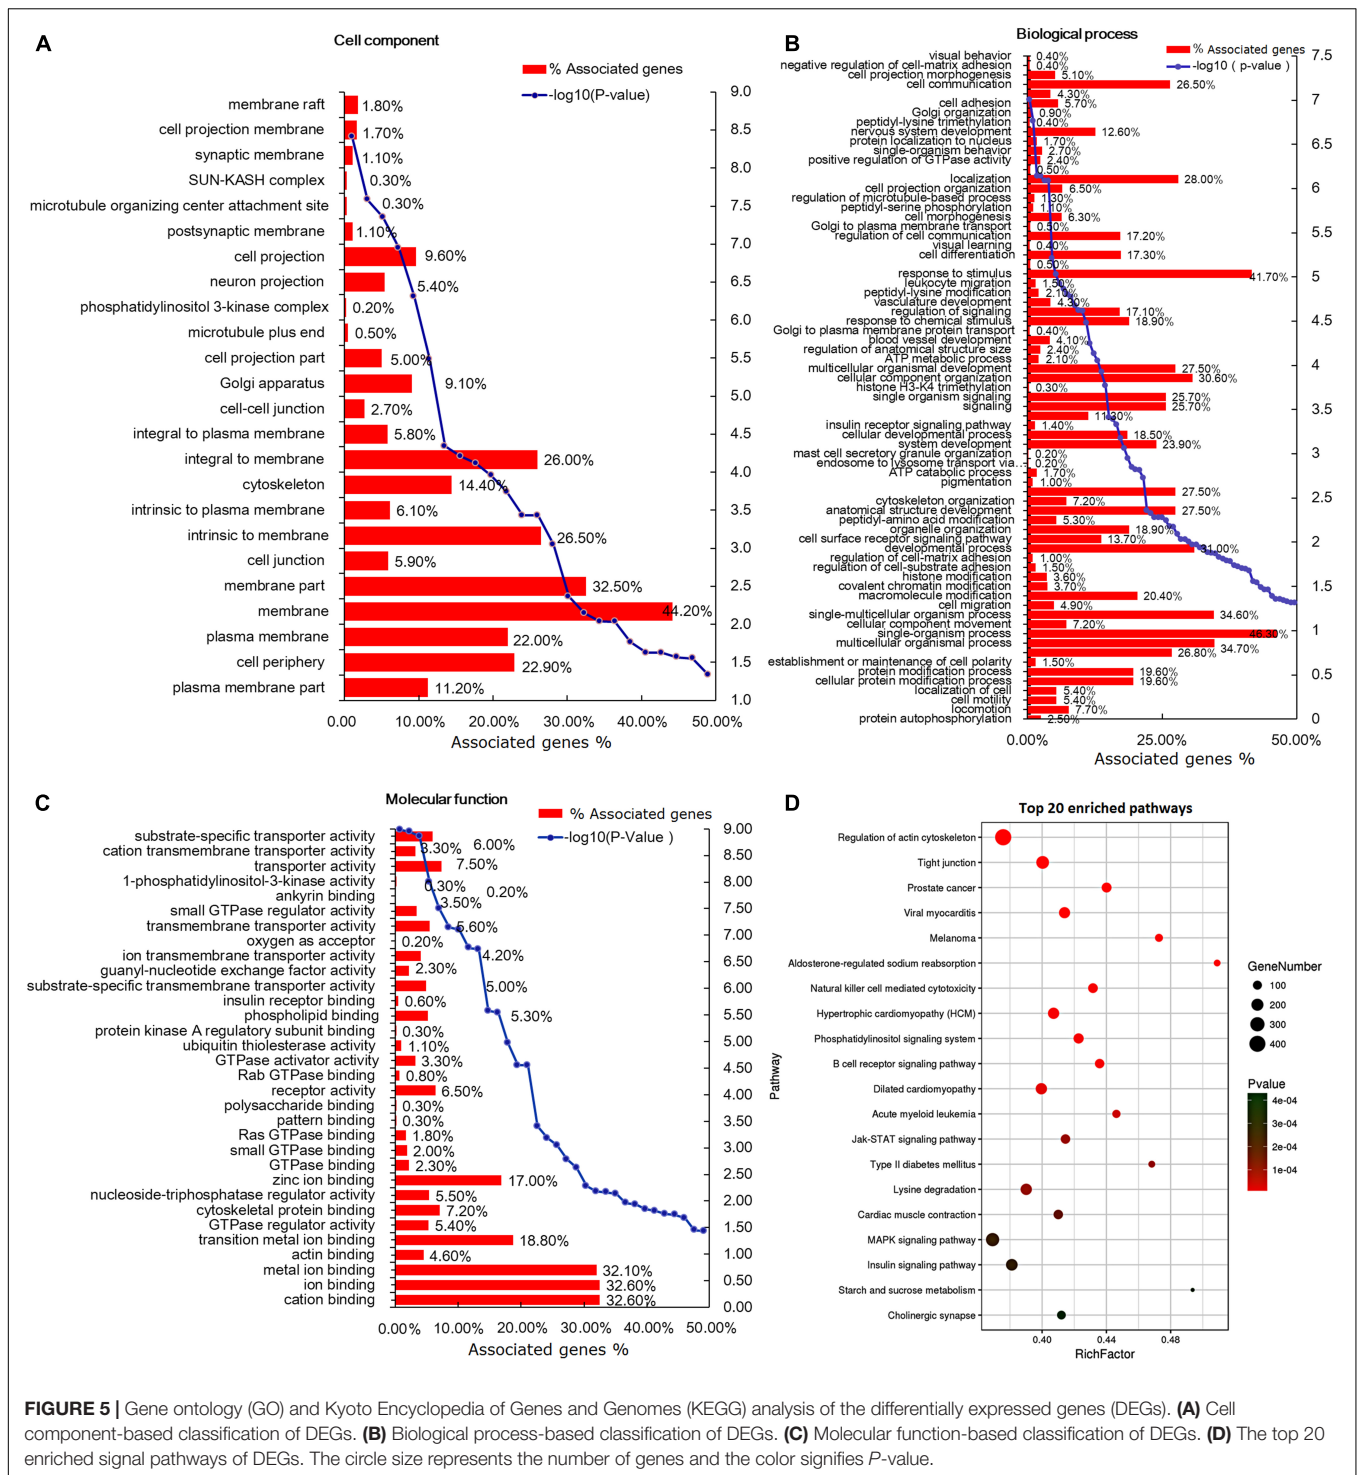 A
Cell component
% Associated genes
-log10(P-value)
membrane raft 1.80%
cell projection membrane 1.70%
synaptic membrane 1.10%
SUN-KASH complex 0.30%
microtubule organizing center attachment site 0.30%
postsynaptic membrane 1.10%
cell projection 9.60%
neuron projection 5.40%
phosphatidylinositol 3-kinase complex 0.20%
microtubule plus end 0.50%
cell projection part 5.00%
Golgi apparatus 9.10%
cell-cell junction 2.70%
integral to plasma membrane 5.80%
integral to membrane 26.00%
cytoskeleton 14.40%
intrinsic to plasma membrane 6.10%
intrinsic to membrane 26.50%
cell junction 5.90%
membrane part 32.50%
membrane 44.20%
plasma membrane 22.00%
cell periphery 22.90%
plasma membrane part 11.20%
9.0
8.5
8.0
7.5
7.0
6.5
6.0
5.5
5.0
4.5
4.0
3.5
3.0
2.5
2.0
1.5
1.0
0.00 10.00% 20.00% 30.00% 40.00% 50.00%
Associated genes %
B
Biological process
% Associated genes
-log10 ( p-value )
visual behavior 0.40%
negative regulation of cell-matrix adhesion 0.40%
cell projection morphogenesis 5.10%
cell communication 26.50%
4.30%
cell adhesion 5.70%
Golgi organization 0.90%
peptidyl-lysine trimethylation 0.40%
nervous system development 12.60%
protein localization to nucleus 1.70%
single-organism behavior 2.70%
positive regulation of GTPase activity 2.40%
0.50%
localization 28.00%
cell projection organization 6.50%
regulation of microtubule-based process 1.30%
peptidyl-serine phosphorylation 1.10%
cell morphogenesis 6.30%
Golgi to plasma membrane transport 0.50%
regulation of cell communication 17.20%
visual learning 0.40%
cell differentiation 17.30%
0.50%
response to stimulus 41.70%
leukocyte migration 1.50%
peptidyl-lysine modification 2.10%
vasculature development 4.30%
regulation of signaling 17.10%
response to chemical stimulus 18.90%
Golgi to plasma membrane protein transport 0.40%
blood vessel development 4.10%
regulation of anatomical structure size 2.40%
ATP metabolic process 2.10%
multicellular organismal development 27.50%
cellular component organization 30.60%
histone H3-K4 trimethylation 0.30%
single organism signaling 25.70%
signaling 25.70%
11.30%
insulin receptor signaling pathway 1.40%
cellular developmental process 18.50%
system development 23.90%
mast cell secretory granule organization 0.20%
endosome to lysosome transport via... 0.20%
ATP catabolic process 1.70%
pigmentation 1.00%
27.50%
cytoskeleton organization 7.20%
anatomical structure development 27.50%
peptidyl-amino acid modification 5.30%
organelle organization 18.90%
cell surface receptor signaling pathway 13.70%
developmental process 31.00%
regulation of cell-matrix adhesion 1.00%
regulation of cell-substrate adhesion 1.50%
histone modification 3.60%
covalent chromatin modification 3.70%
macromolecule modification 20.40%
cell migration 4.90%
single-multicellular organism process 34.60%
cellular component movement 7.20%
single-organism process 46.30%
multicellular organismal process 34.70%
26.80%
establishment or maintenance of cell polarity 1.50%
protein modification process 19.60%
cellular protein modification process 19.60%
localization of cell 5.40%
cell motility 5.40%
locomotion 7.70%
protein autophosphorylation 2.50%
7.5
7
6.5
6
5.5
5
4.5
4
3.5
3
2.5
2
1.5
1
0.5
0
0.00% 25.00% 50.00%
Associated genes %
C
Molecular function
% Associated genes
-log10(P-Value )
substrate-specific transporter activity 6.00%
cation transmembrane transporter activity 3.30%
transporter activity 7.50%
1-phosphatidylinositol-3-kinase activity 0.30%
ankyrin binding 0.20%
small GTPase regulator activity 3.50%
transmembrane transporter activity 5.60%
oxygen as acceptor 0.20%
ion transmembrane transporter activity 4.20%
guanyl-nucleotide exchange factor activity 2.30%
substrate-specific transmembrane transporter activity 5.00%
insulin receptor binding 0.60%
phospholipid binding 5.30%
protein kinase A regulatory subunit binding 0.30%
ubiquitin tholesterase activity 1.10%
GTPase activator activity 3.30%
Rab GTPase binding 0.80%
receptor activity 6.50%
polysaccharide binding 0.30%
pattern binding 0.30%
Ras GTPase binding 1.80%
small GTPase binding 2.00%
GTPase binding 2.30%
zinc ion binding 17.00%
nucleoside-triphosphatase regulator activity 5.50%
cytoskeletal protein binding 7.20%
GTPase regulator activity 5.40%
transition metal ion binding 18.80%
actin binding 4.60%
metal ion binding 32.10%
ion binding 32.60%
cation binding 32.60%
9.00
8.50
8.00
7.50
7.00
6.50
6.00
5.50
5.00
4.50
4.00
3.50
3.00
2.50
2.00
1.50
1.00
0.50
0.00
0.00% 10.00% 20.00% 30.00% 40.00% 50.00%
Associated genes %
D
Top 20 enriched pathways
Pathway
Regulation of actin cytoskeleton
Tight junction
Prostate cancer
Viral myocarditis
Melanoma
Aldosterone-regulated sodium reabsorption
Natural killer cell mediated cytotoxicity
Hypertrophic cardiomyopathy (HCM)
Phosphatidylinositol signaling system
B cell receptor signaling pathway
Dilated cardiomyopathy
Acute myeloid leukemia
Jak-STAT signaling pathway
Type II diabetes mellitus
Lysine degradation
Cardiac muscle contraction
MAPK signaling pathway
Insulin signaling pathway
Starch and sucrose metabolism
Cholinergic synapse
0.40 0.44 0.48
RichFactor
GeneNumber
100
200
300
400
Pvalue
4e-04
3e-04
2e-04
1e-04
FIGURE 5 | Gene ontology (GO) and Kyoto Encyclopedia of Genes and Genomes (KEGG) analysis of the differentially expressed genes (DEGs). (A) Cell
component-based classification of DEGs. (B) Biological process-based classification of DEGs. (C) Molecular function-based classification of DEGs. (D) The top 20
enriched signal pathways of DEGs. The circle size represents the number of genes and the color signifies P-value.